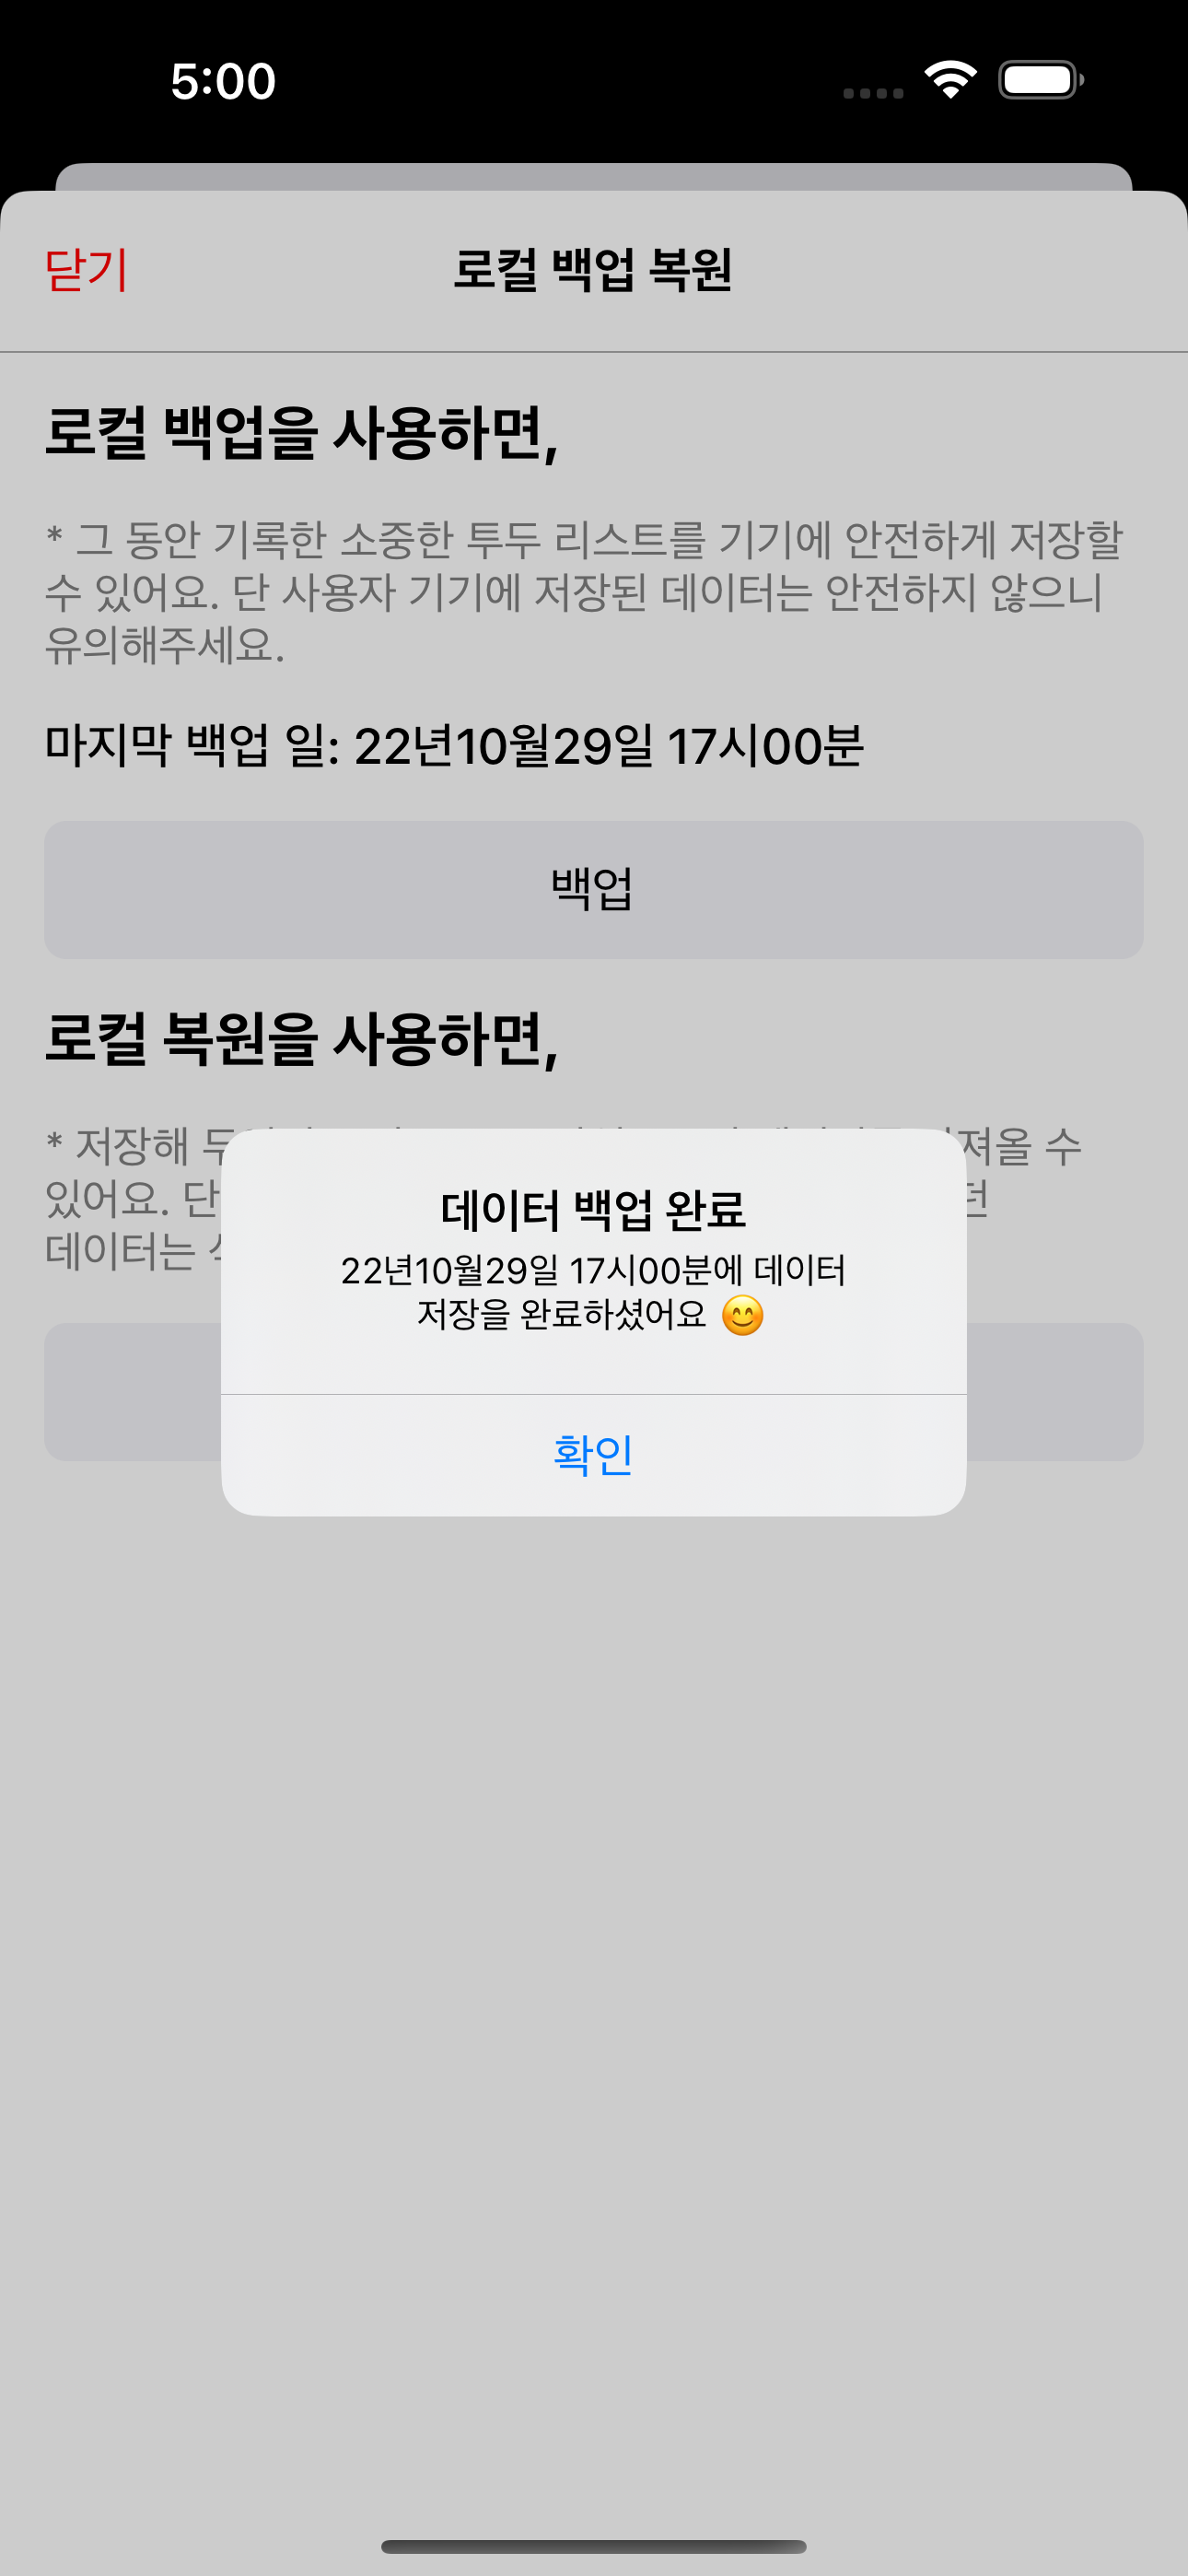 5:00
닫기
로컬 백업 복원
로컬 백업을 사용하면,
* 그 동안 기록한 소중한 투두 리스트를 기기에 안전하게 저장할
수 있어요. 단 사용자 기기에 저장된 데이터는 안전하지 않으니
유의해주세요.
마지막 백업 일: 22년10월29일 17시00분
백업
로컬 복원을 사용하면,
* 저장해
올 수
있어요. 단
데이터는
데이터 백업 완료
22년10월29일 17시00분에 데이터
저장을 완료하셨어요 😊
확인